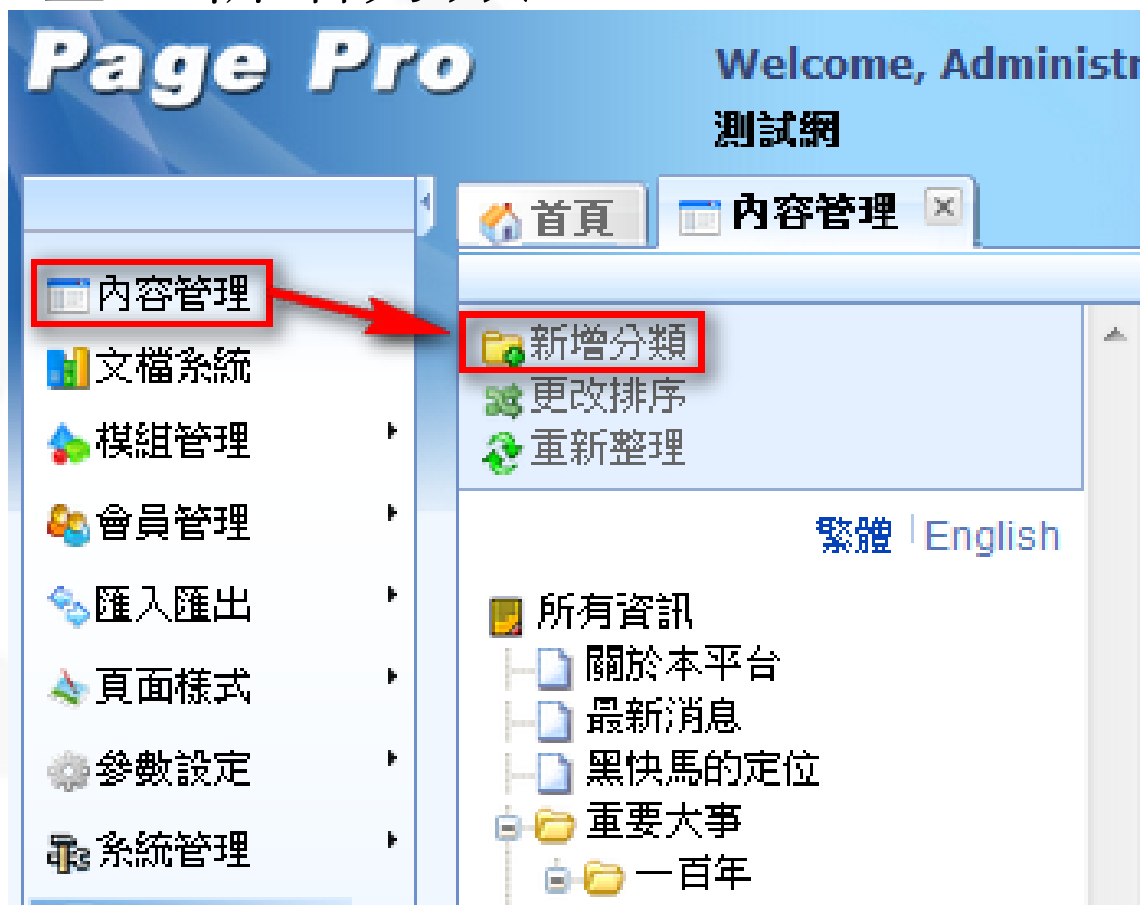 Page Pro
Welcome, Administr
測試網
首頁
內容管理
內容管理
文檔系統
模組管理
會員管理
匯入匯出
頁面樣式
參數設定
系統管理
新增分類
更改排序
重新整理
繁體 English
所有資訊
關於本平台
最新消息
黑快馬的定位
重要大事
一百年